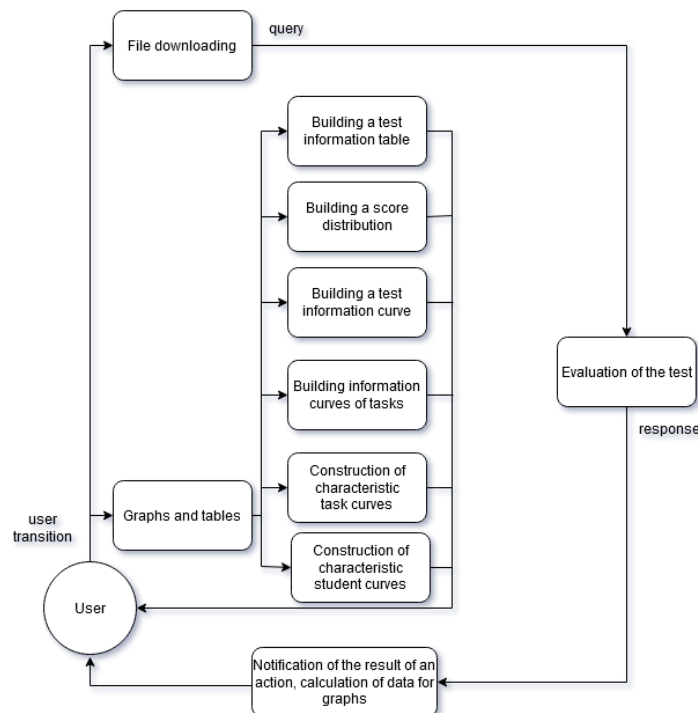 File downloading
query
Building a test
information table
Building a score
distribution
Building a test
information curve
Evaluation of the test
Building information
curves of tasks
response
Construction of
characteristic
task curves
Graphs and tables
user
transition
Construction of
characteristic
student curves
User
Notification of the result of an
action, calculation of data for
graphs